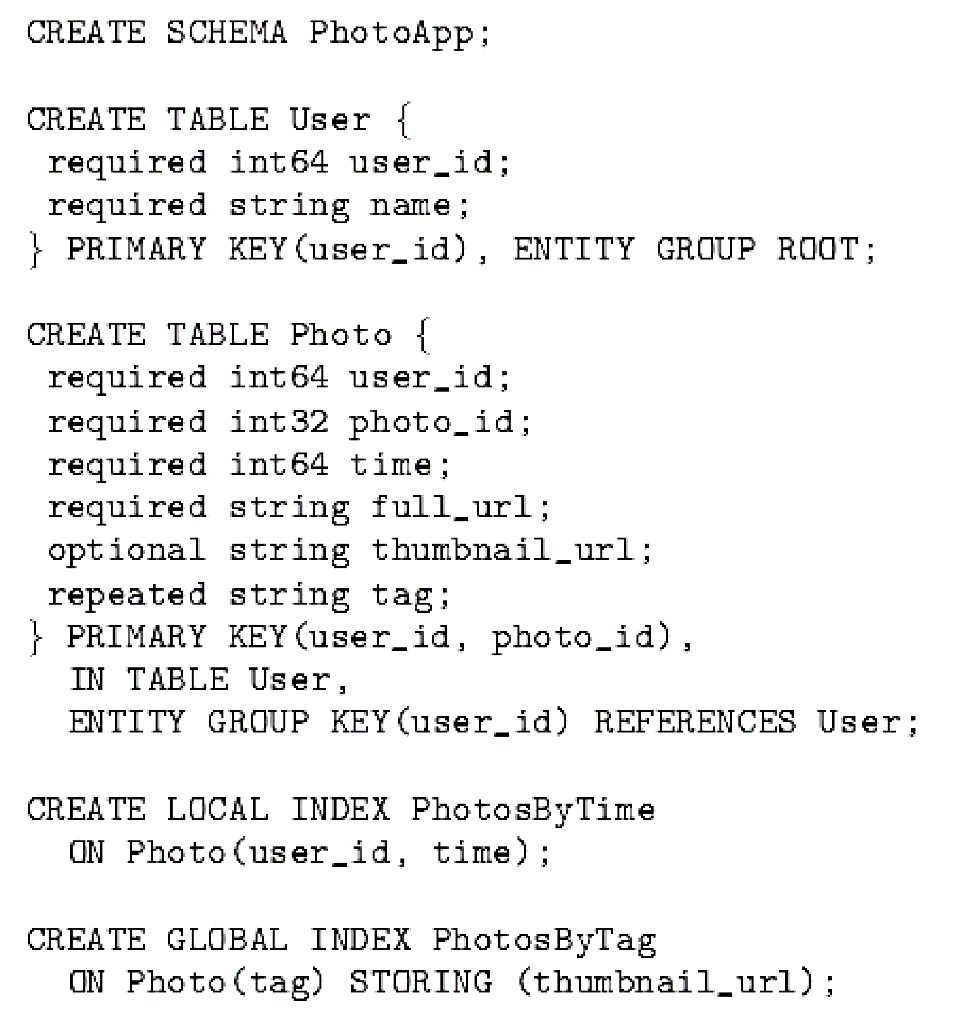 CREATE SCHEMA PhotoApp;
CREATE TABLE User {
required int64 user_id;
required string name;
} PRIMARY KEY(user_id), ENTITY GROUP ROOT;
CREATE TABLE Photo {
required int64 user_id;
required int32 photo_id;
required int64 time;
required string full_url;
optional string thumbnail_url;
repeated string tag;
} PRIMARY KEY(user_id, photo_id),
IN TABLE User,
ENTITY GROUP KEY(user_id) REFERENCES User;
CREATE LOCAL INDEX PhotosByTime
ON Photo(user_id, time);
CREATE GLOBAL INDEX PhotosByTag
ON Photo(tag) STORING (thumbnail_url);